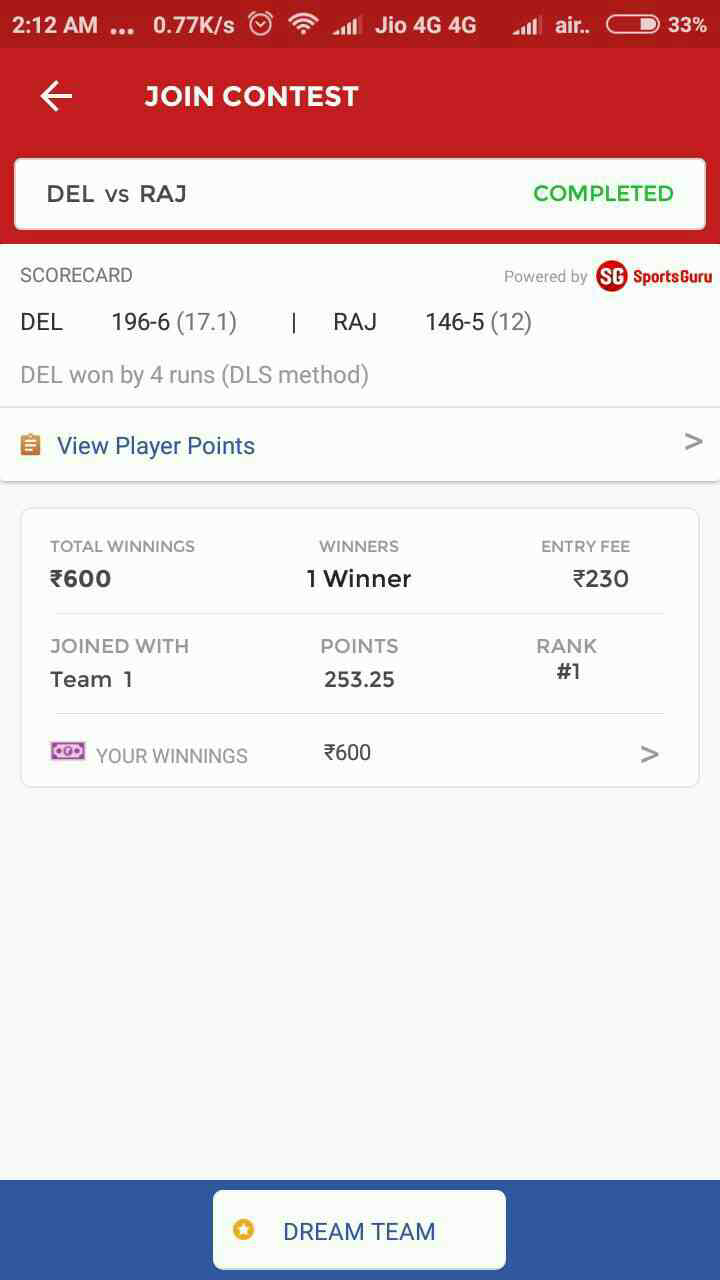 2:12 AM ... 0.77K/s Jio 4G 4G air.. 33%
JOIN CONTEST
DEL vs RAJ COMPLETED
SCORECARD Powered by SG SportsGuru
DEL 196-6 (17.1) | RAJ 146-5 (12)
DEL won by 4 runs (DLS method)
View Player Points >
TOTAL WINNINGS WINNERS ENTRY FEE
₹600 1 Winner ₹230
JOINED WITH POINTS RANK
Team 1 253.25 #1
YOUR WINNINGS ₹600 >
DREAM TEAM